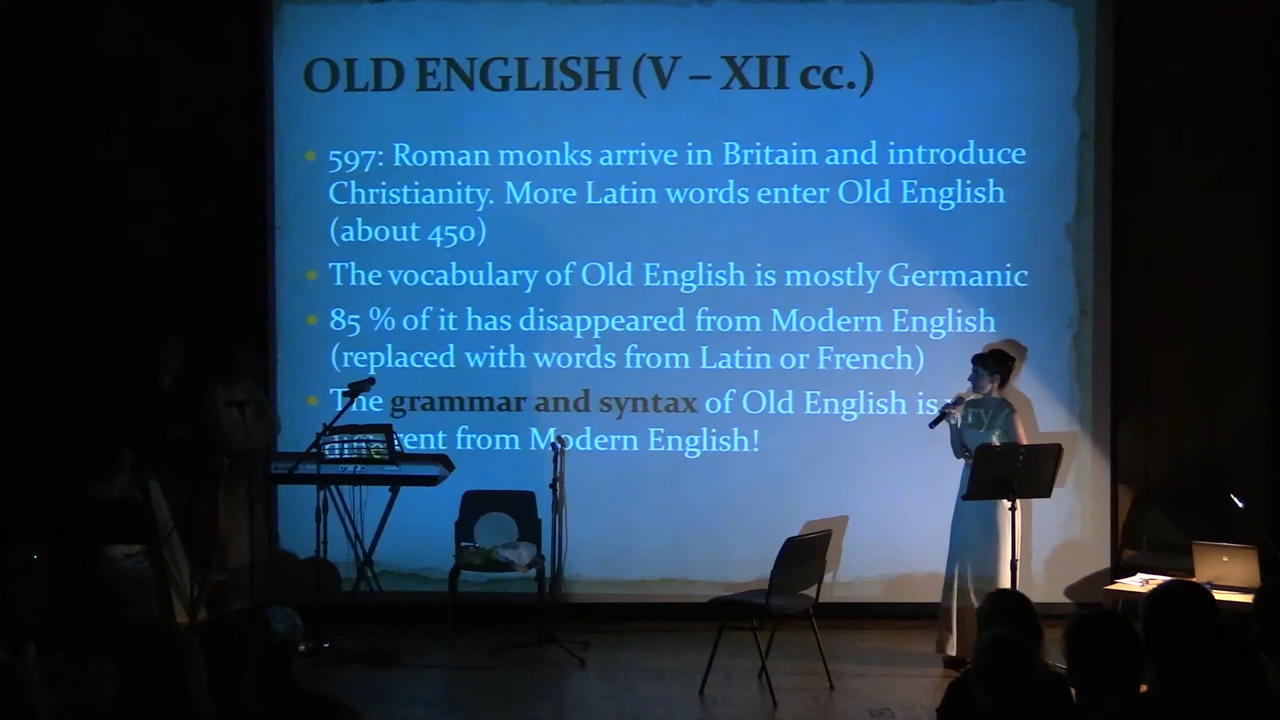 OLD ENGLISH (V – XII cc.)
597: Roman monks arrive in Britain and introduce
Christianity. More Latin words enter Old English
(about 450)
The vocabulary of Old English is mostly Germanic
85 % of it has disappeared from Modern English
(replaced with words from Latin or French)
The grammar and syntax of Old English is very
different from Modern English!